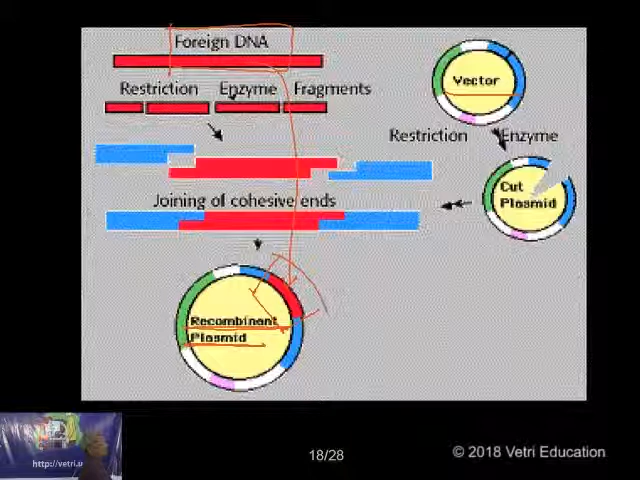 Foreign DNA
Restriction Enzyme Fragments
Vector
Restriction Enzyme
Cut
Plasmid
Joining of cohesive ends
Recombinant
Plasmid
18/28
© 2018 Vetri Education